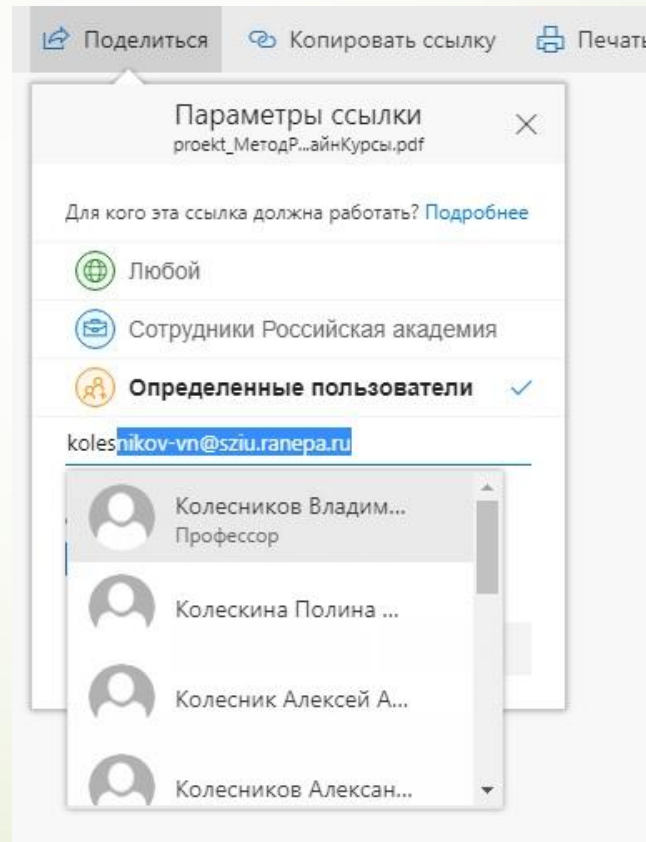 Поделиться Копировать ссылку Печать
Параметры ссылки
proekt_МетодР...айнКурсы.pdf
Для кого эта ссылка должна работать? Подробнее
Любой
Сотрудники Российская академия
Определенные пользователи
kolesnikov-vn@sziu.ranepa.ru
Колесников Владим...
Профессор
Колескина Полина ...
Колесник Алексей А...
Колесников Алексан...